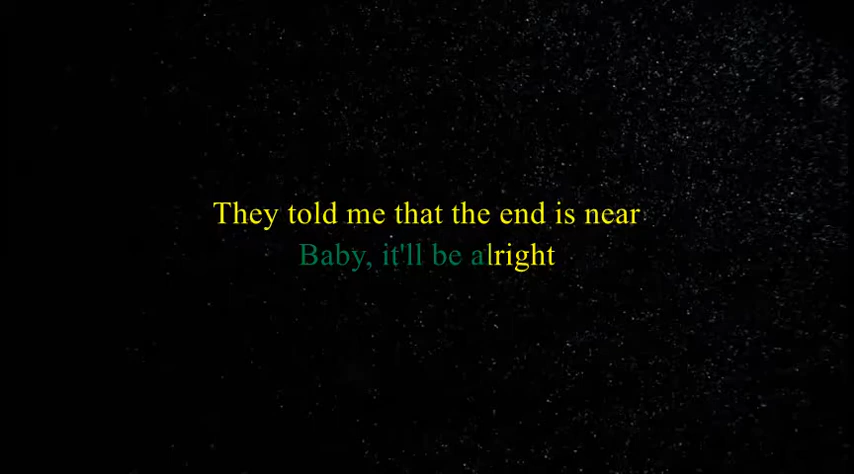 They told me that the end is near
Baby, it'll be alright